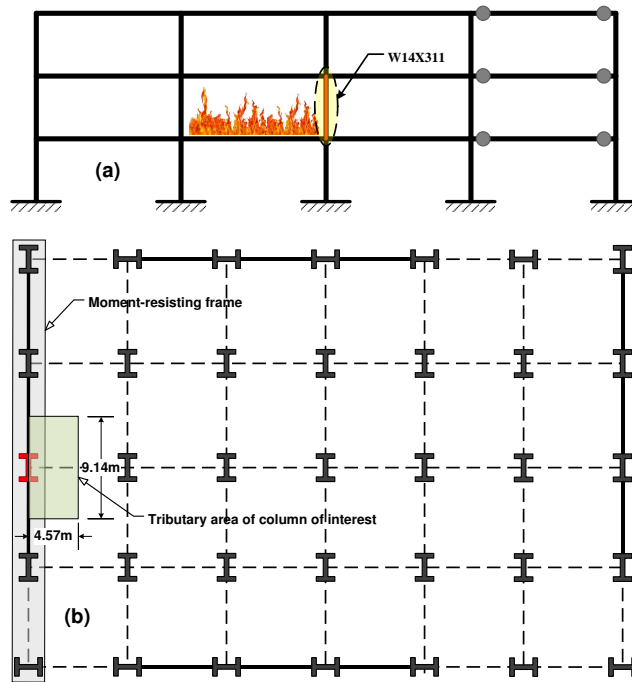 W14X311
(a)
Moment-resisting frame
9.14m
Tributary area of column of interest
4.57m
(b)